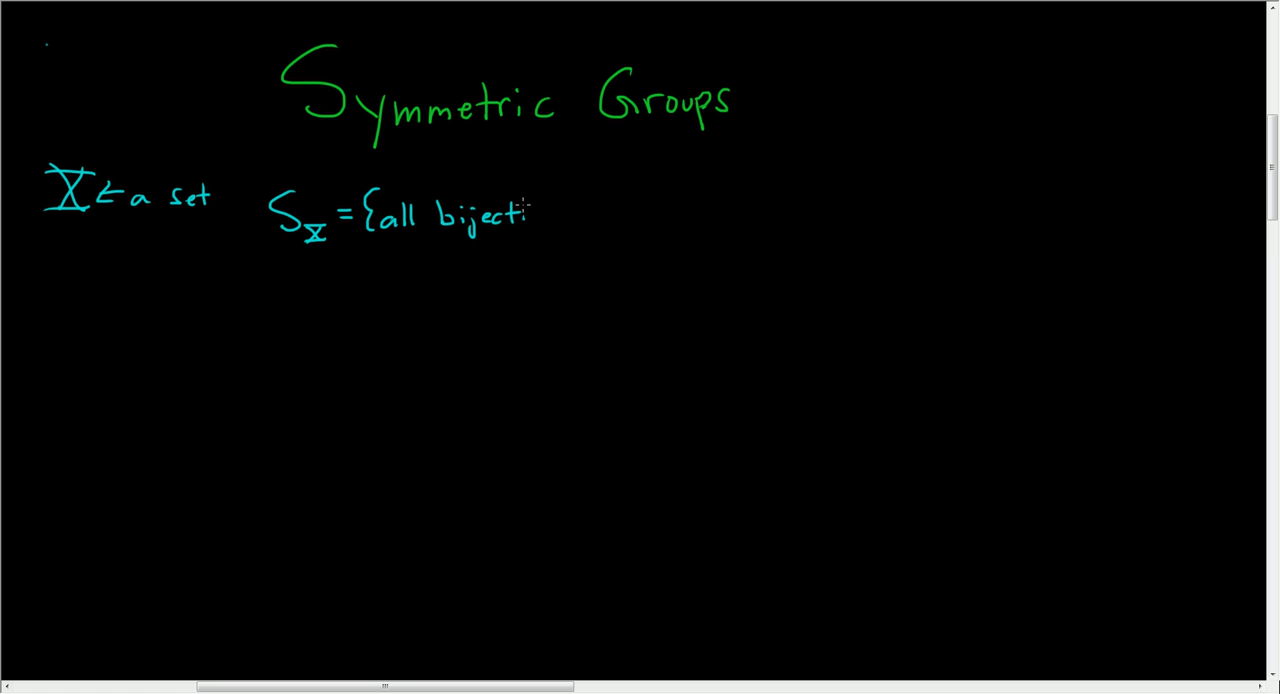 Symmetric Groups
X ← a set
S_X = {all bijecti